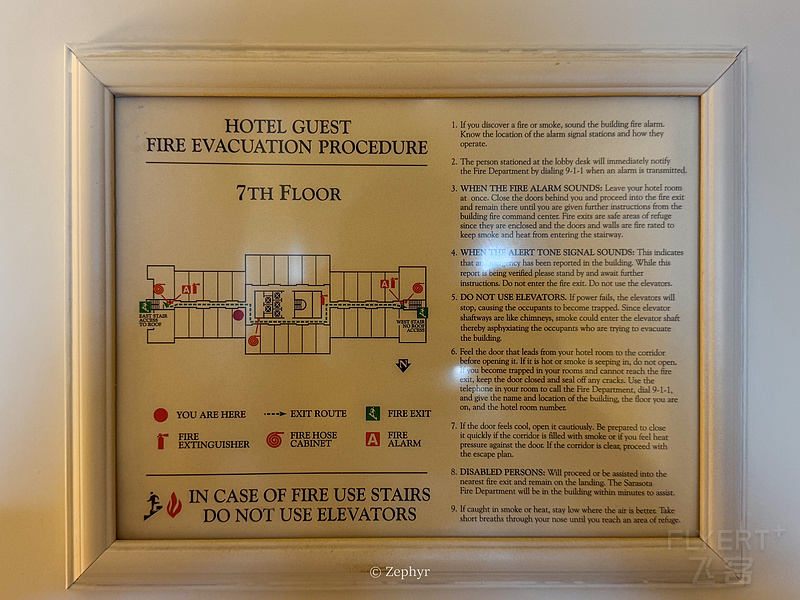 HOTEL GUEST
FIRE EVACUATION PROCEDURE
7TH FLOOR
A
A
EAST STAIR
ACCESS
TO ROOF
WEST STAIR
NO ROOF
ACCESS
N
YOU ARE HERE
EXIT ROUTE
FIRE EXIT
FIRE
EXTINGUISHER
FIRE HOSE
CABINET
A
FIRE
ALARM
IN CASE OF FIRE USE STAIRS
DO NOT USE ELEVATORS
1. If you discover a fire or smoke, sound the building fire alarm.
Know the location of the alarm signal stations and how they
operate.
2. The person stationed at the lobby desk will immediately notify
the Fire Department by dialing 9-1-1 when an alarm is transmitted.
3. WHEN THE FIRE ALARM SOUNDS: Leave your hotel room
at once. Close the doors behind you and proceed into the fire exit
and remain there until you are given further instructions from the
building fire command center. Fire exits are safe areas of refuge
since they are enclosed and the doors and walls are fire rated to
keep smoke and heat from entering the stairway.
4. WHEN THE ALERT TONE SIGNAL SOUNDS: This indicates
that an emergency has been reported in the building. While this
report is being verified please stand by and await further
instructions. Do not enter the fire exit. Do not use the elevators.
5. DO NOT USE ELEVATORS. If power fails, the elevators will
stop, causing the occupants to become trapped. Since elevator
shaftways are like chimneys, smoke could enter the elevator shaft
thereby asphyxiating the occupants who are trying to evacuate
the building.
6. Feel the door that leads from your hotel room to the corridor
before opening it. If it is hot or smoke is seeping in, do not open.
If you become trapped in your rooms and cannot reach the fire
exit, keep the door closed and seal off any cracks. Use the
telephone in your room to call the Fire Department, dial 9-1-1,
and give the name and location of the building, the floor you are
on, and the hotel room number.
7. If the door feels cool, open it cautiously. Be prepared to close
it quickly if the corridor is filled with smoke or if you feel heat
pressure against the door. If the corridor is clear, proceed with
the escape plan.
8. DISABLED PERSONS: Will proceed or be assisted into the
nearest fire exit and remain on the landing. The Sarasota
Fire Department will be in the building within minutes to assist.
9. If caught in smoke or heat, stay low where the air is better. Take
short breaths through your nose until you reach an area of refuge.
FLYERT+
飞客
© Zephyr